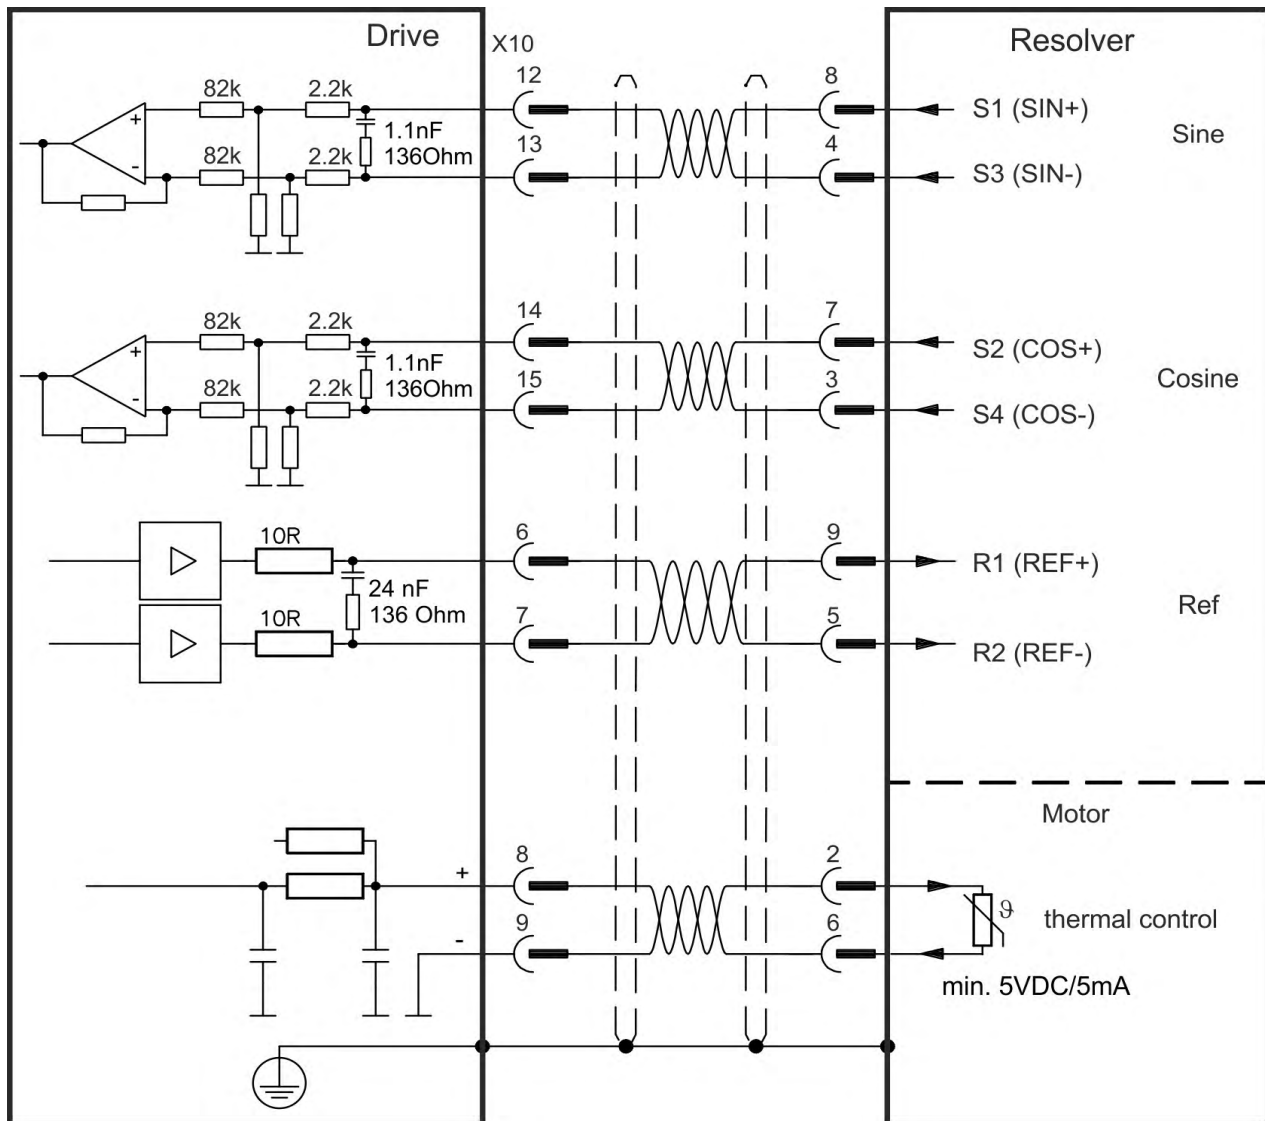 Drive
X10
Resolver
82k
2.2k
12
8
S1 (SIN+)
+
1.1nF
Sine
-
82k
2.2k
136Ohm
13
4
S3 (SIN-)
82k
2.2k
14
7
S2 (COS+)
+
1.1nF
Cosine
-
82k
2.2k
136Ohm
15
3
S4 (COS-)
10R
6
9
R1 (REF+)
24 nF
136 Ohm
Ref
10R
7
5
R2 (REF-)
Motor
+
8
2
ϑ
thermal control
-
9
6
min. 5VDC/5mA